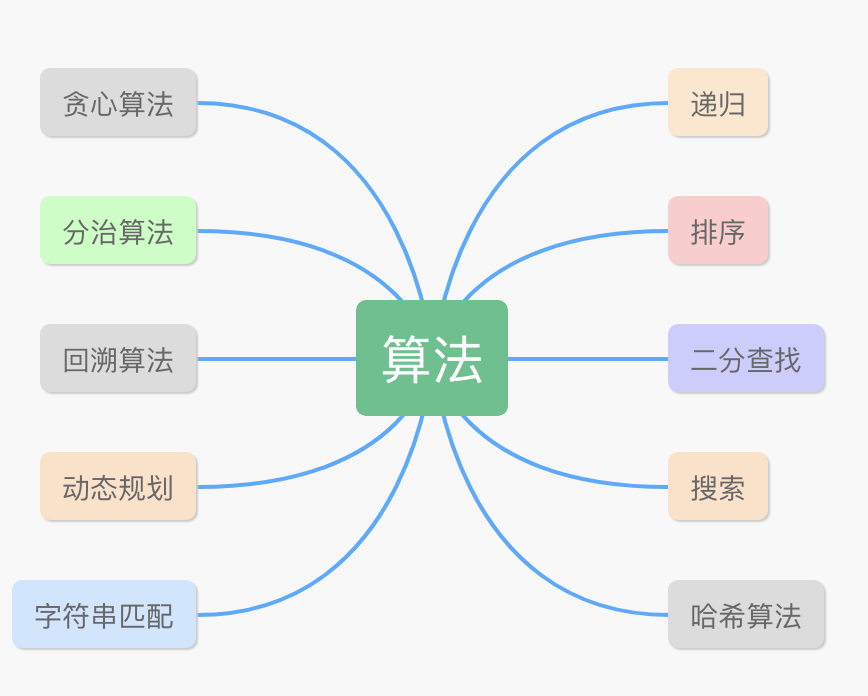 贪心算法
分治算法
回溯算法
动态规划
字符串匹配
算法
递归
排序
二分查找
搜索
哈希算法